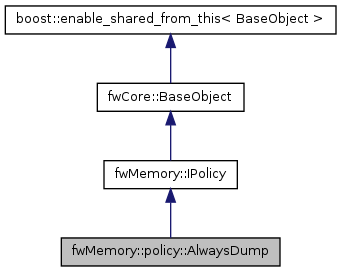 boost::enable_shared_from_this< BaseObject >
fwCore::BaseObject
fwMemory::IPolicy
fwMemory::policy::AlwaysDump